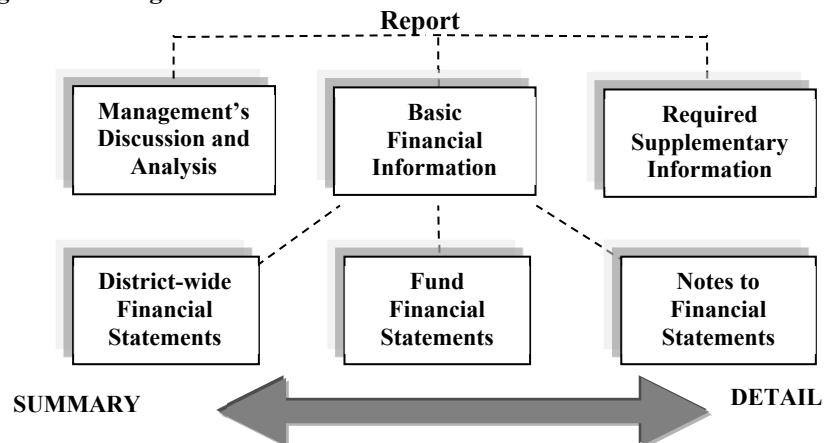 Report
Management's
Discussion and
Analysis
Basic
Financial
Information
Required
Supplementary
Information
District-wide
Financial
Statements
Fund
Financial
Statements
Notes to
Financial
Statements
SUMMARY
DETAIL